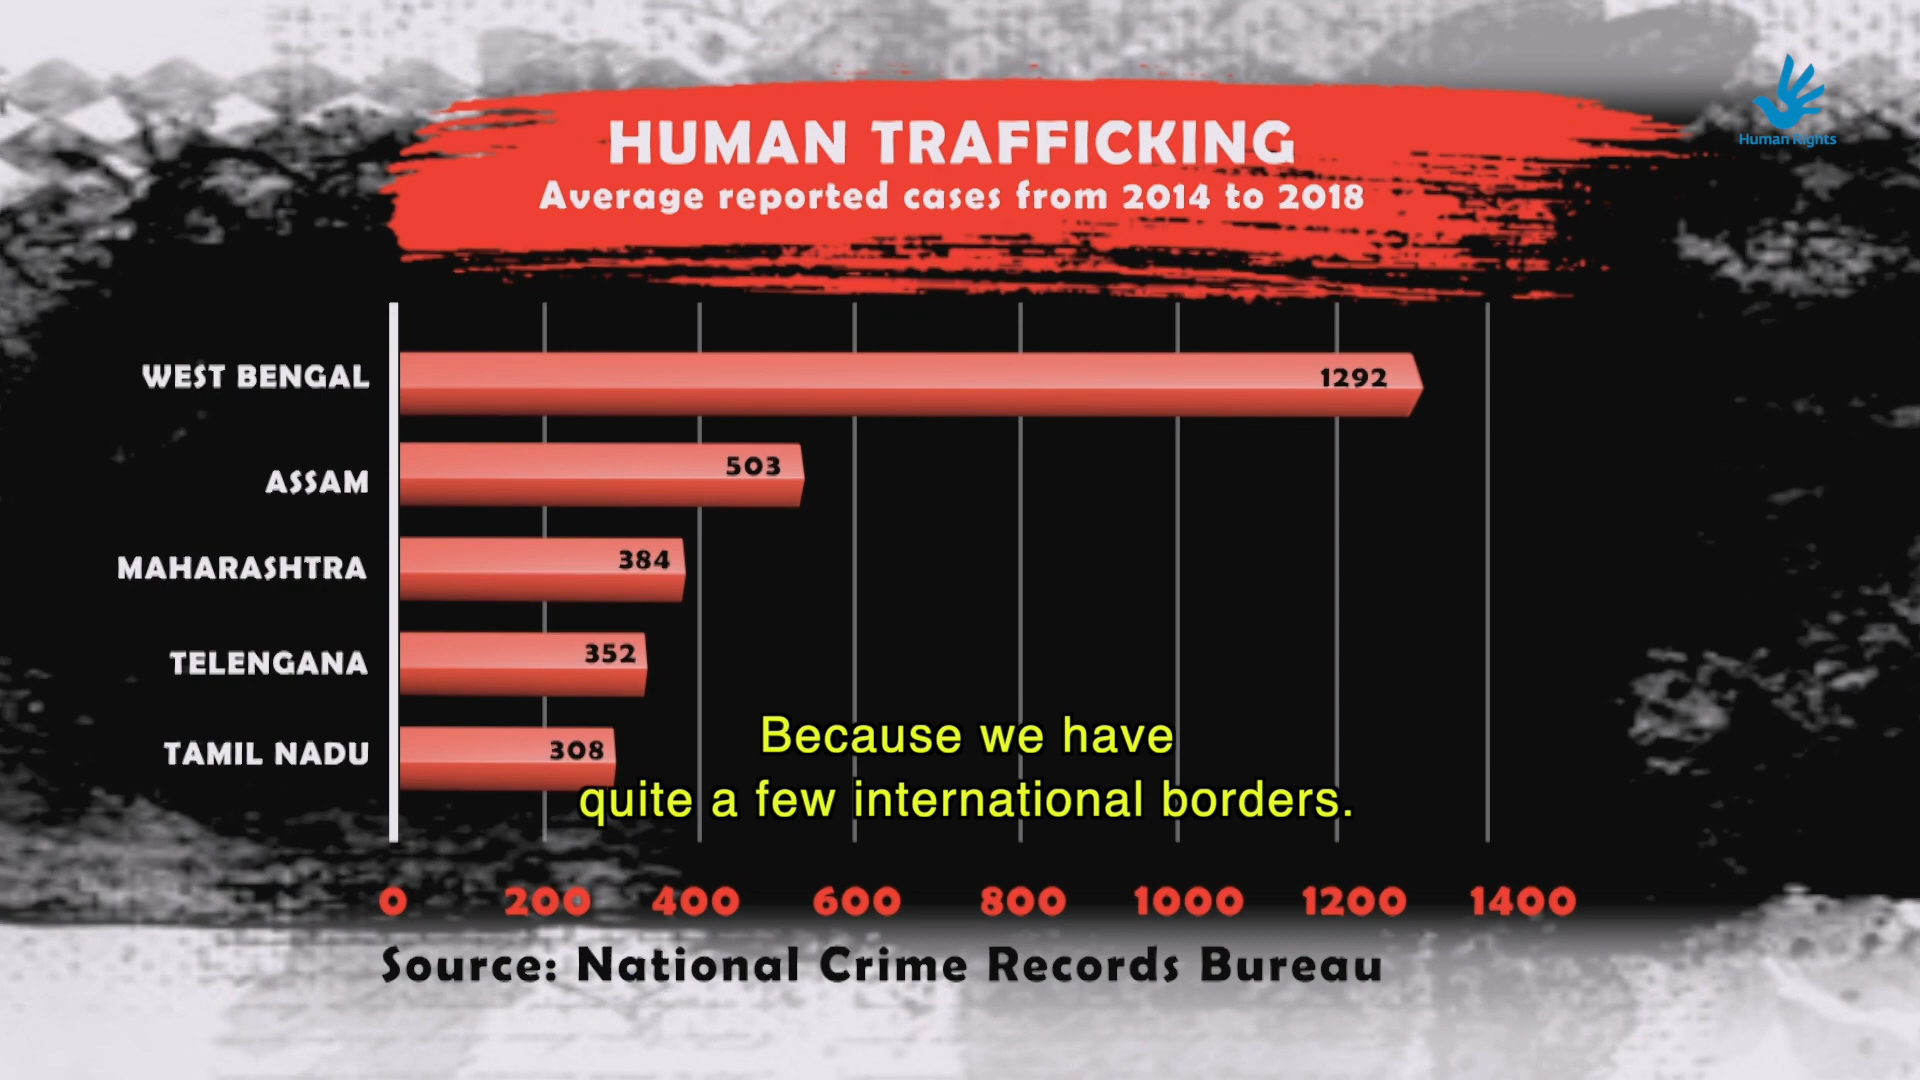 HUMAN TRAFFICKING
Average reported cases from 2014 to 2018
Human Rights
WEST BENGAL 1292
ASSAM 503
MAHARASHTRA 384
TELENGANA 352
TAMIL NADU 308
Because we have
quite a few international borders.
0 200 400 600 800 1000 1200 1400
Source: National Crime Records Bureau